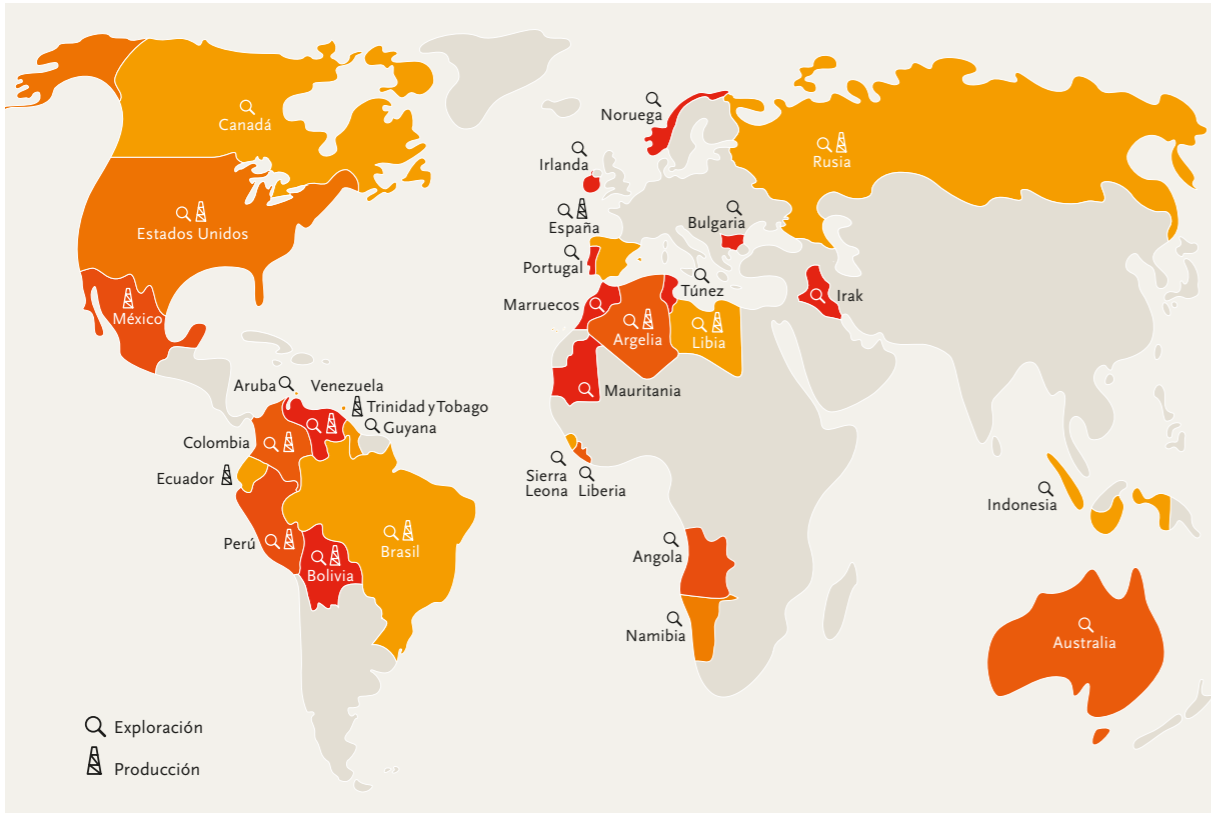 Canadá
Estados Unidos
México
Aruba
Venezuela
Trinidad y Tobago
Guyana
Colombia
Ecuador
Perú
Brasil
Bolivia
Noruega
Irlanda
España
Portugal
Bulgaria
Rusia
Túnez
Marruecos
Argelia
Libia
Irak
Mauritania
Sierra
Leona
Liberia
Angola
Namibia
Indonesia
Australia
Exploración
Producción